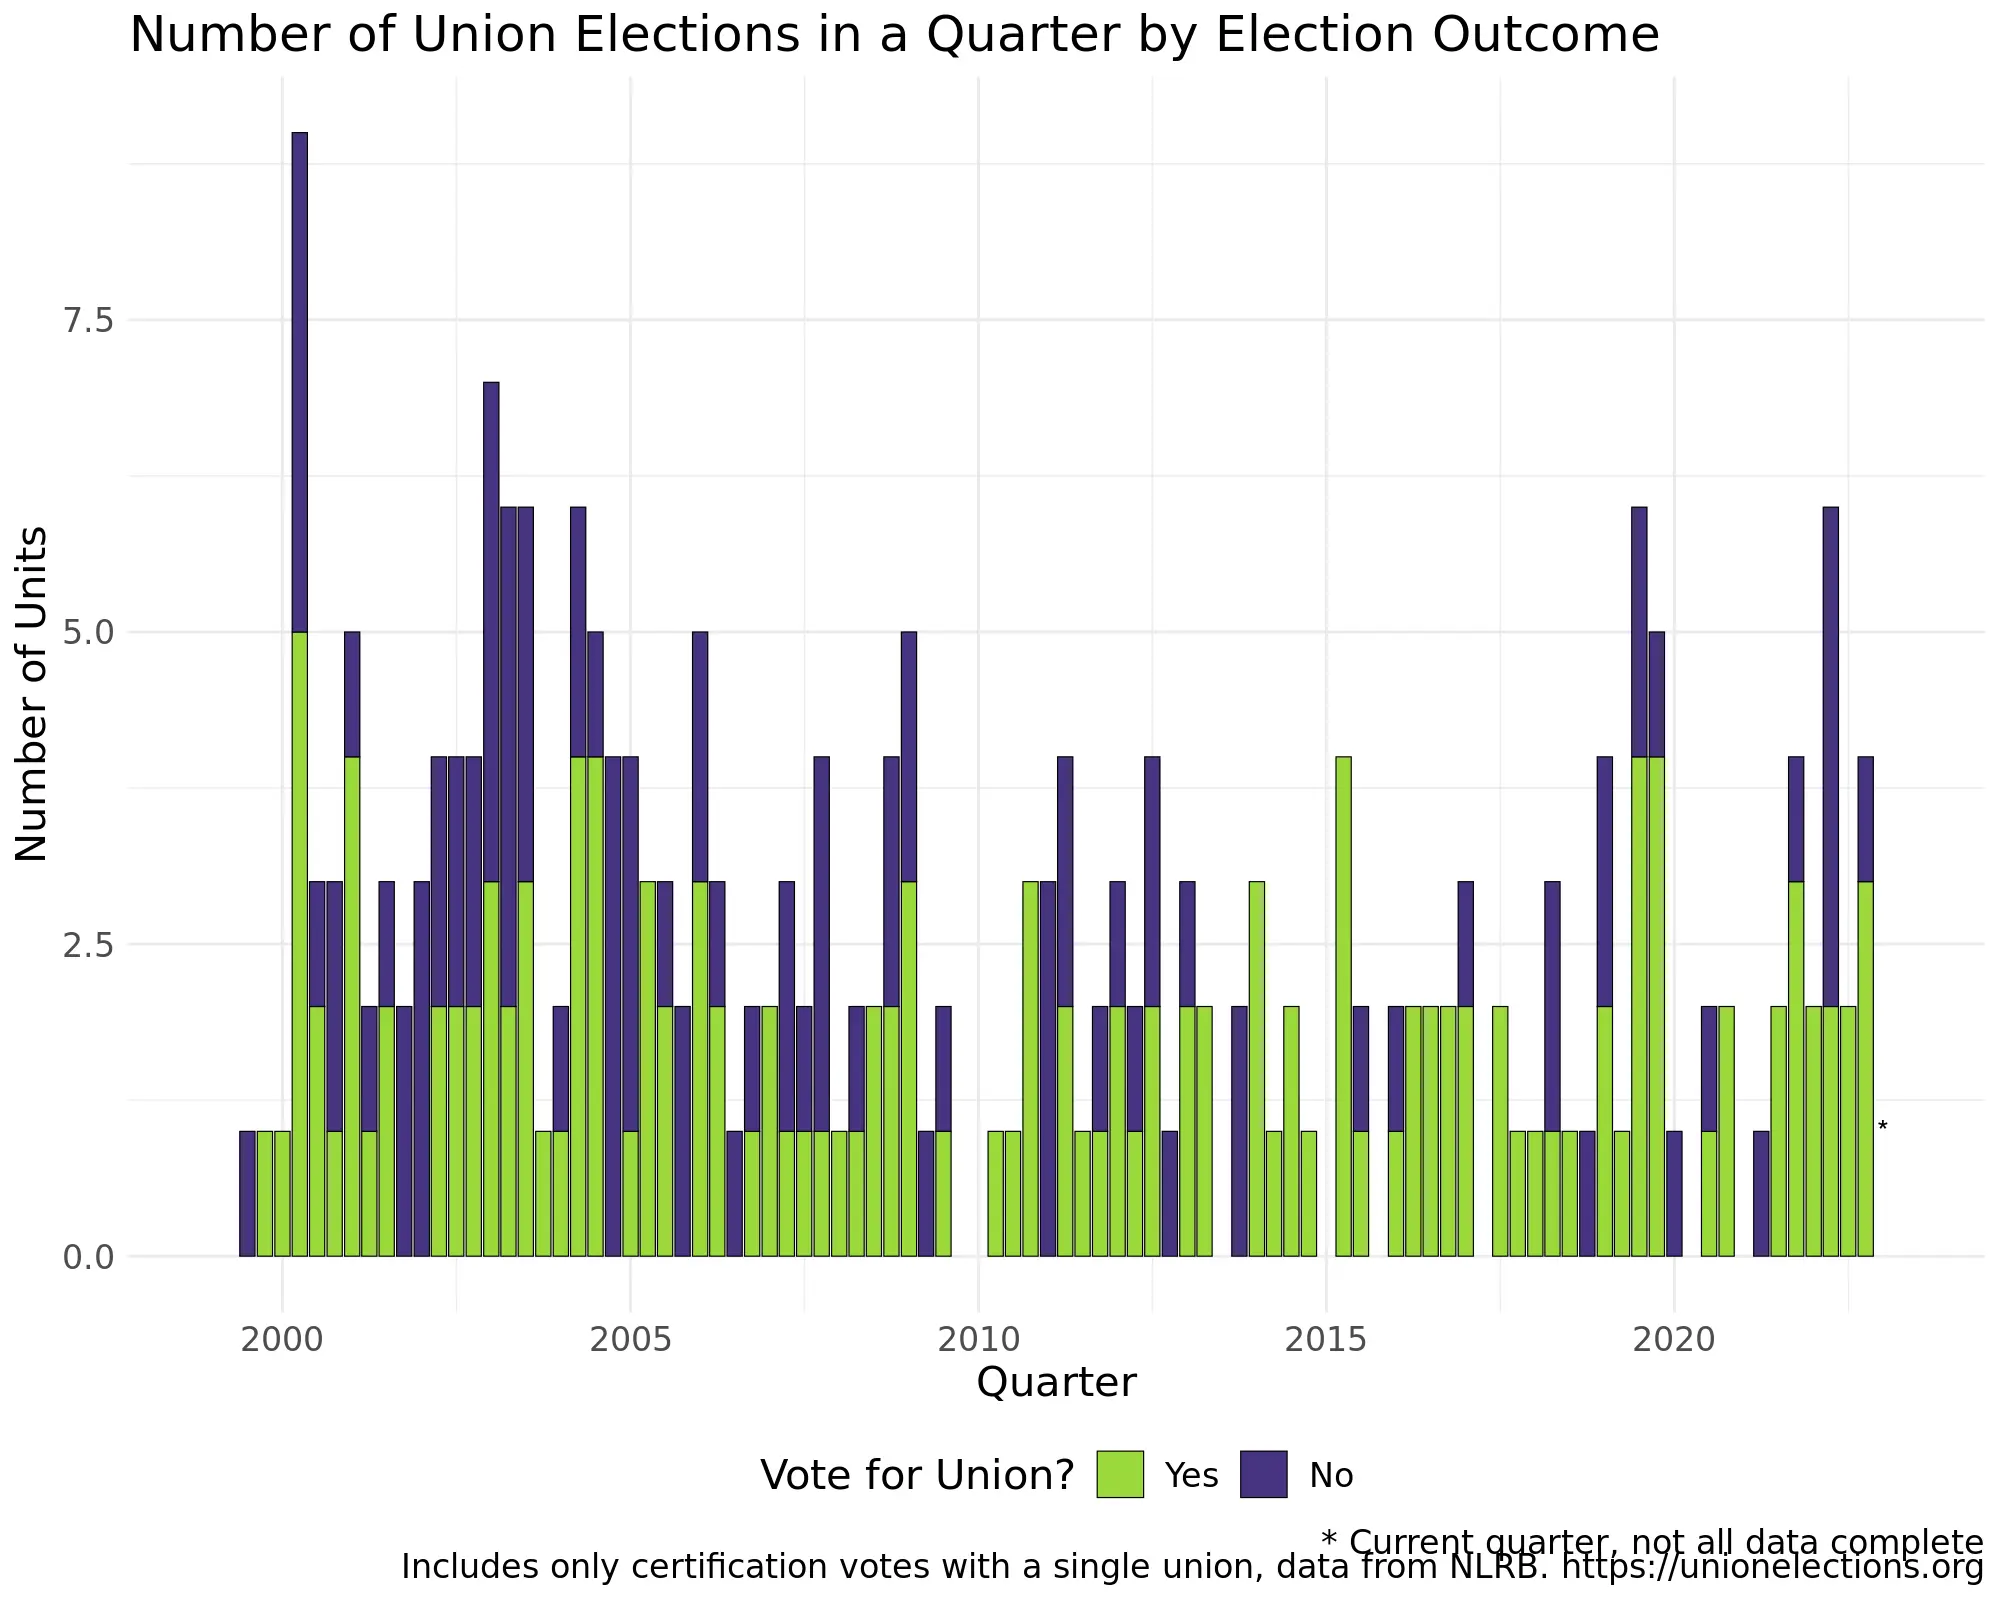 Number of Union Elections in a Quarter by Election Outcome
Number of Units
7.5
5.0
2.5
0.0
*
2000 2005 2010 2015 2020
Quarter
Vote for Union? Yes No
* Current quarter, not all data complete
Includes only certification votes with a single union, data from NLRB. https://unionelections.org